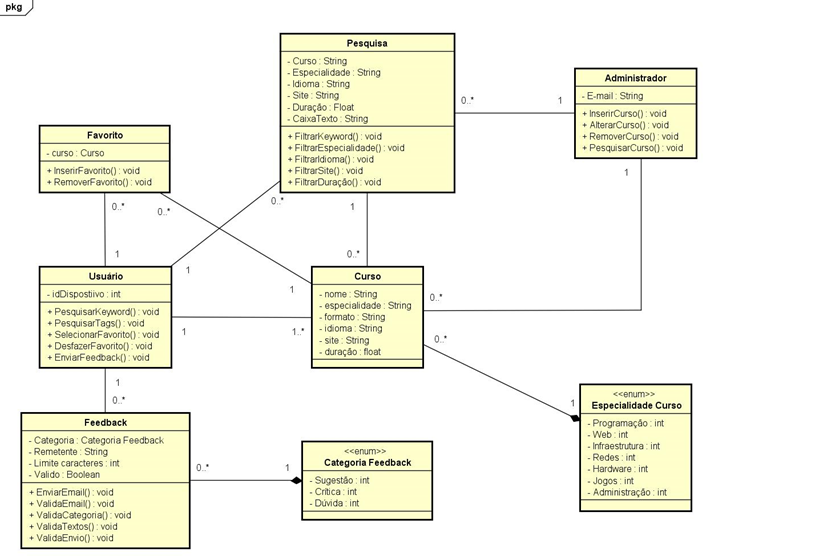 pkg
Pesquisa
- Curso : String
- Especialidade : String
- Idioma : String
- Site : String
- Duração : Float
- CaixaTexto : String
+ FiltrarKeyword() : void
+ FiltrarEspecialidade() : void
+ FiltrarIdioma() : void
+ FiltrarSite() : void
+ FiltrarDuração() : void
0..*
1
Administrador
- E-mail : String
+ InserirCurso() : void
+ AlterarCurso() : void
+ RemoverCurso() : void
+ PesquisarCurso() : void
1
Favorito
- curso : Curso
+ InserirFavorito() : void
+ RemoverFavorito() : void
0..*
0..*
0..*
1
0..*
1
1
1
Usuário
- idDispostiivo : int
+ PesquisarKeyword() : void
+ PesquisarTags() : void
+ SelecionarFavorito() : void
+ DesfazerFavorito() : void
+ EnviarFeedback() : void
1
1..*
Curso
- nome : String
- especialidade : String
- formato : String
- idioma : String
- site : String
- duração : float
0..*
0..*
1
<<enum>>
Especialidade Curso
- Programação : int
- Web : int
- Infraestrutura : int
- Redes : int
- Hardware : int
- Jogos : int
- Administração : int
1
0..*
Feedback
- Categoria : Categoria Feedback
- Remetente : String
- Limite caracteres : int
- Valido : Boolean
+ EnviarEmail() : void
+ ValidaEmail() : void
+ ValidaCategoria() : void
+ ValidaTextos() : void
+ ValidaEnvio() : void
0..*
1
<<enum>>
Categoria Feedback
- Sugestão : int
- Crítica : int
- Dúvida : int